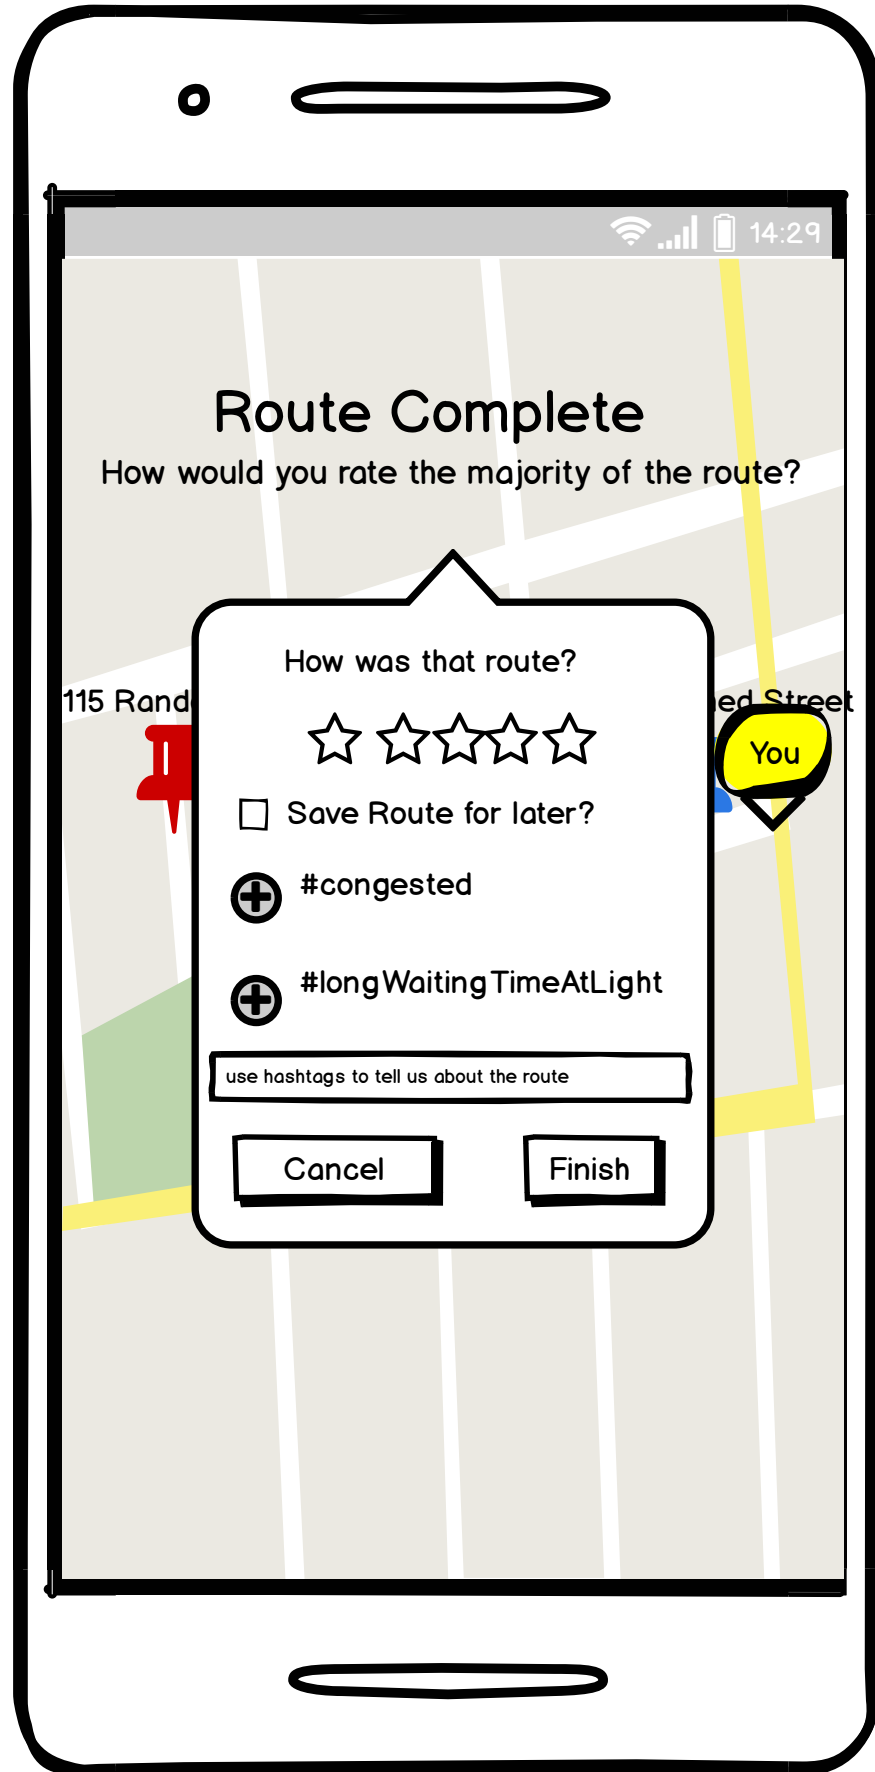 14:29
Route Complete
How would you rate the majority of the route?
How was that route?
115 Rand
ned Street
You
Save Route for later?
#congested
#longWaitingTimeAtLight
use hashtags to tell us about the route
Cancel
Finish